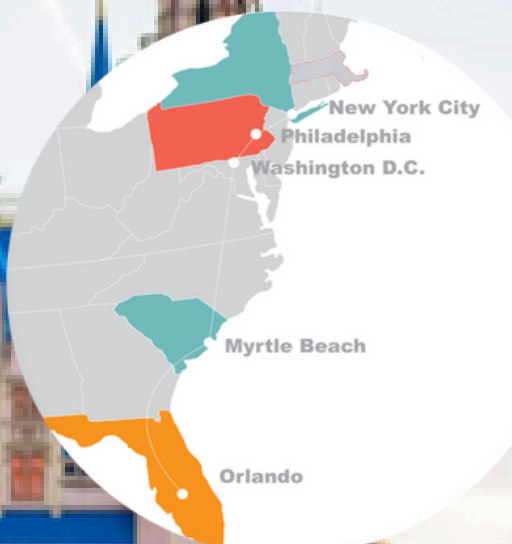 New York City
Philadelphia
Washington D.C.
Myrtle Beach
Orlando